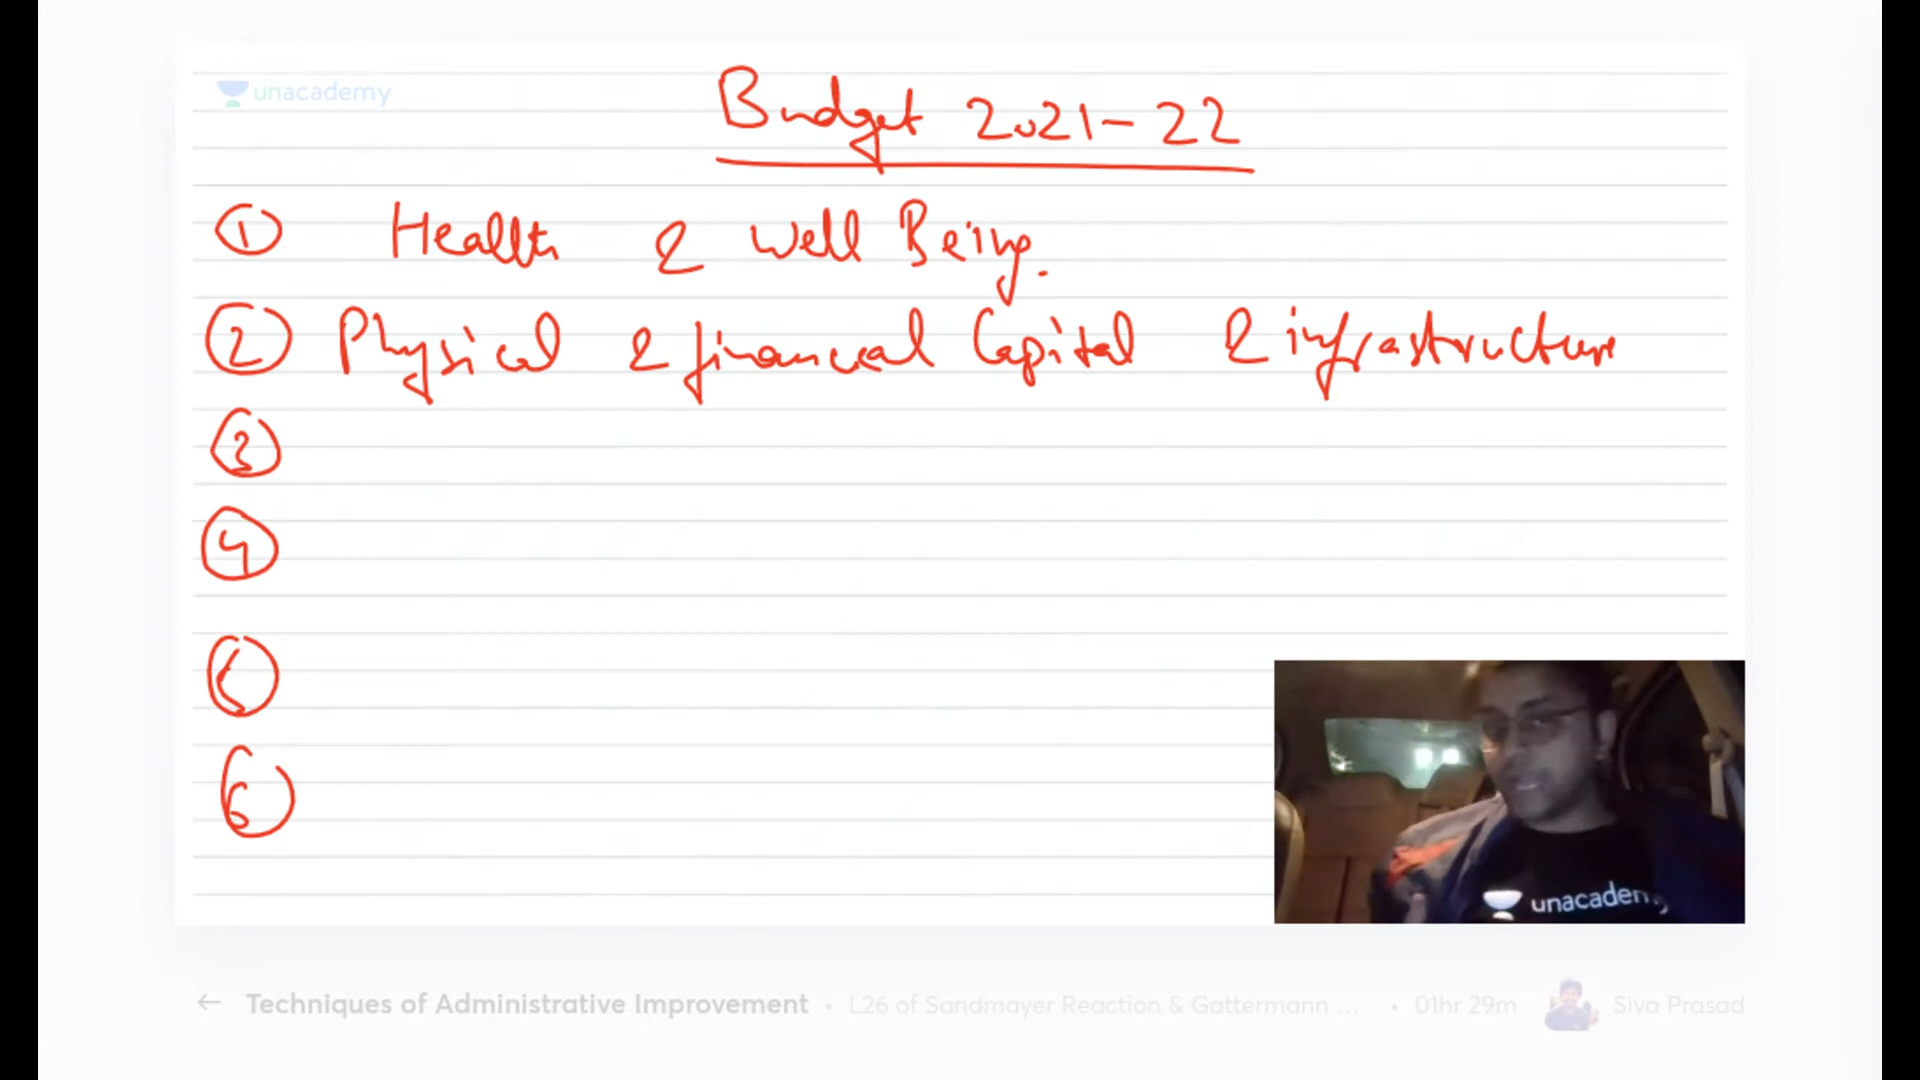 unacademy
Budget 2021-22
1 Health & Well Being.
2 Physical & financial Capital & infrastructure
3
4
5
6
unacademy
Techniques of Administrative Improvement • L26 of Sandmayer Reaction & Gattermann ... • 01hr 29m Siva Prasad